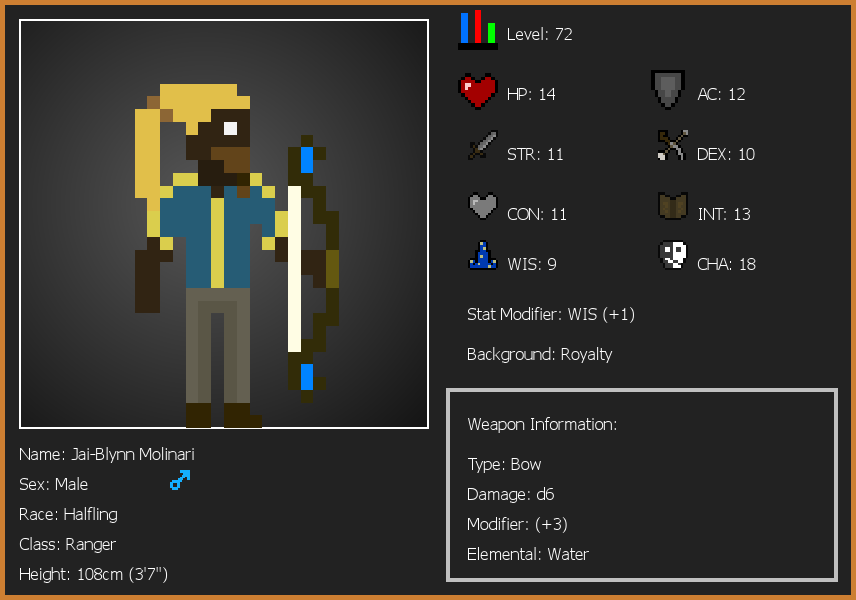 Level: 72
HP: 14
AC: 12
STR: 11
DEX: 10
CON: 11
INT: 13
WIS: 9
CHA: 18
Stat Modifier: WIS (+1)
Background: Royalty
Weapon Information:
Type: Bow
Damage: d6
Modifier: (+3)
Elemental: Water
Name: Jai-Blynn Molinari
Sex: Male
Race: Halfling
Class: Ranger
Height: 108cm (3'7")